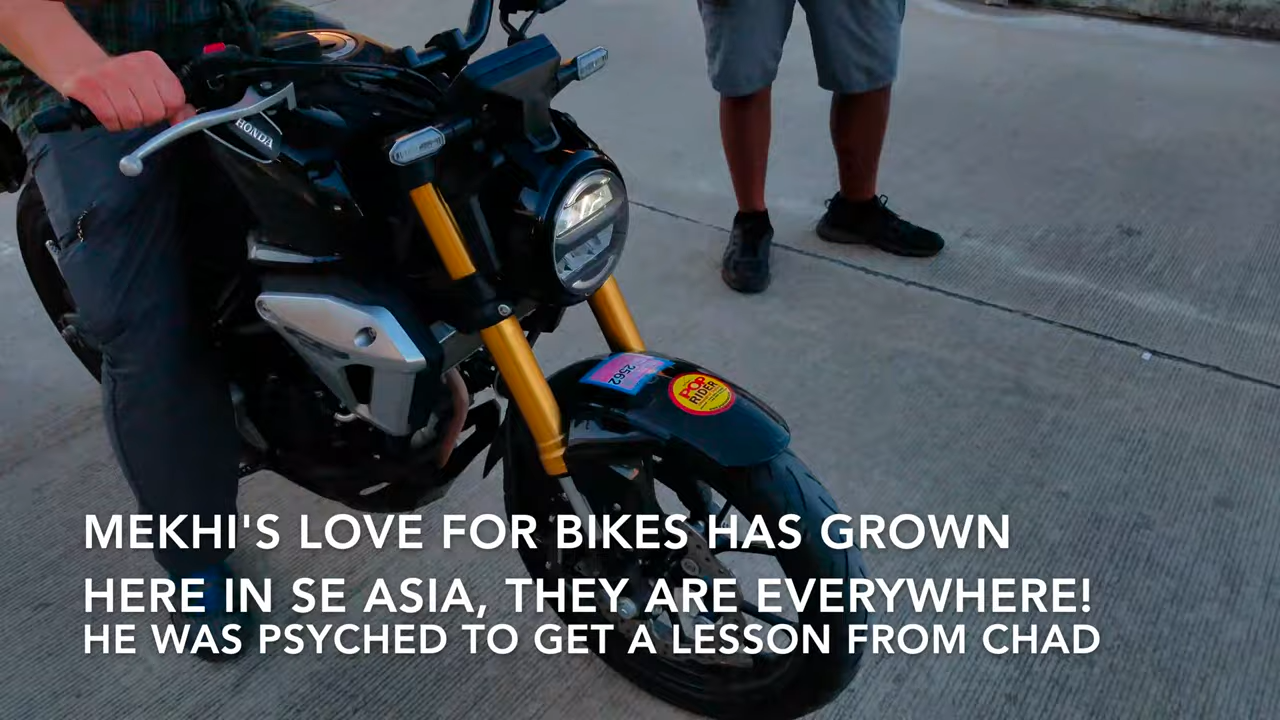 HONDA
2562
POP
RIDER
MEKHI'S LOVE FOR BIKES HAS GROWN
HERE IN SE ASIA, THEY ARE EVERYWHERE!
HE WAS PSYCHED TO GET A LESSON FROM CHAD